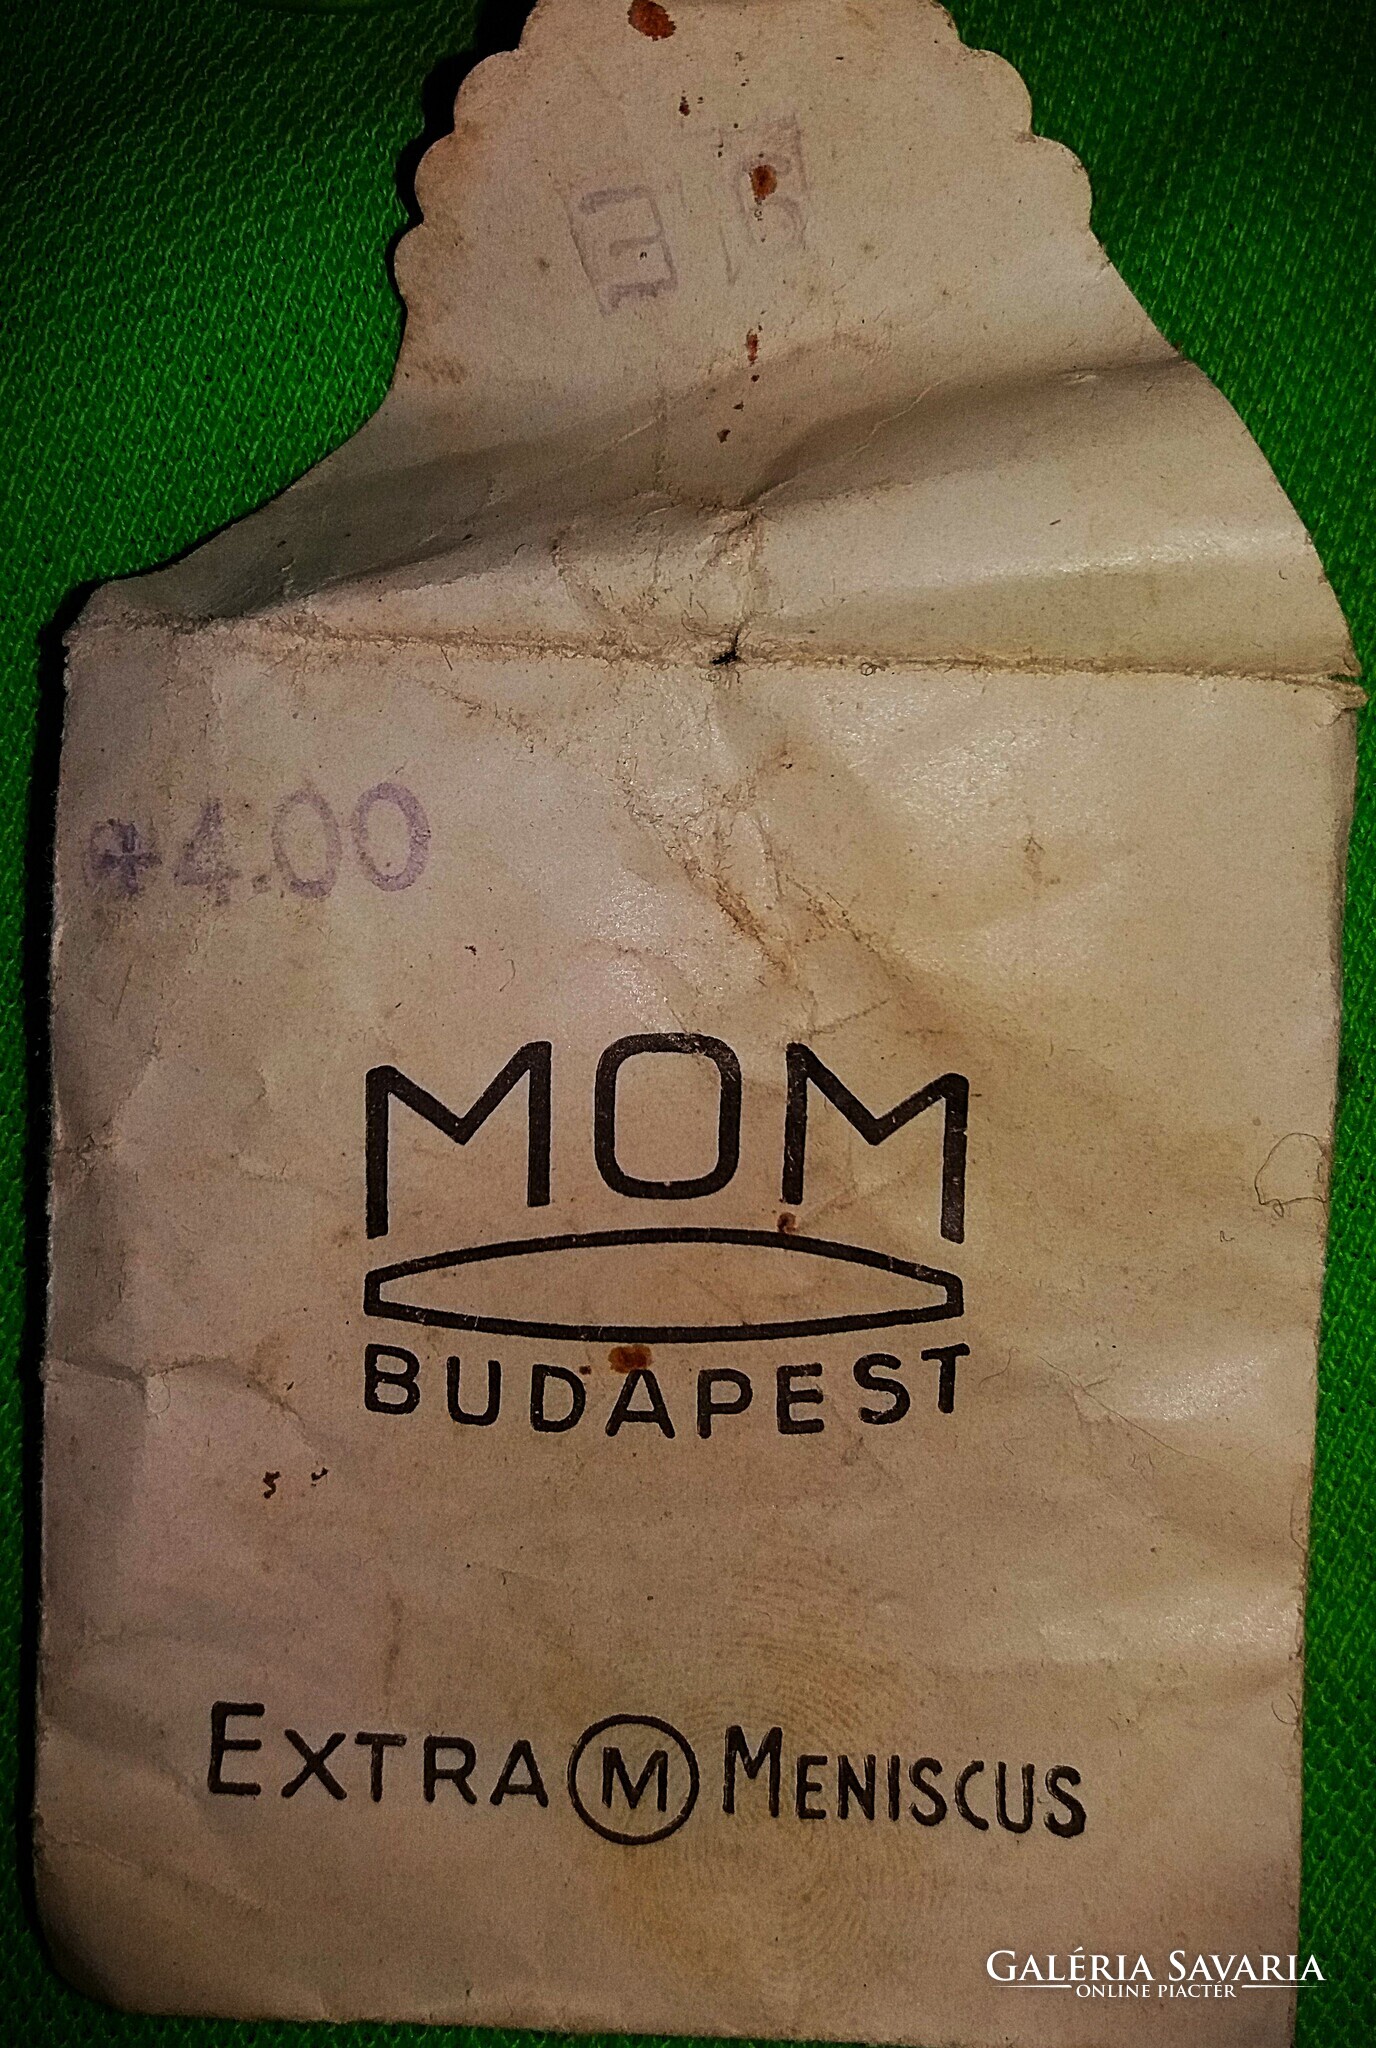 +4.00
MOM
BUDAPEST
EXTRA M MENISCUS
GALÉRIA SAVARIA
ONLINE PIACTÉR